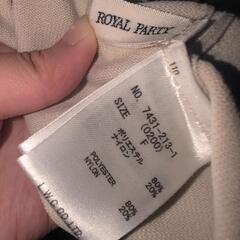 ROYAL PARTY
NO. 7431-213-1
(0200)
SIZE F
ポリエステル 80%
ナイロン 20%
POLYESTER 80%
NYLON 20%
L.W.C.CO.,LTD.